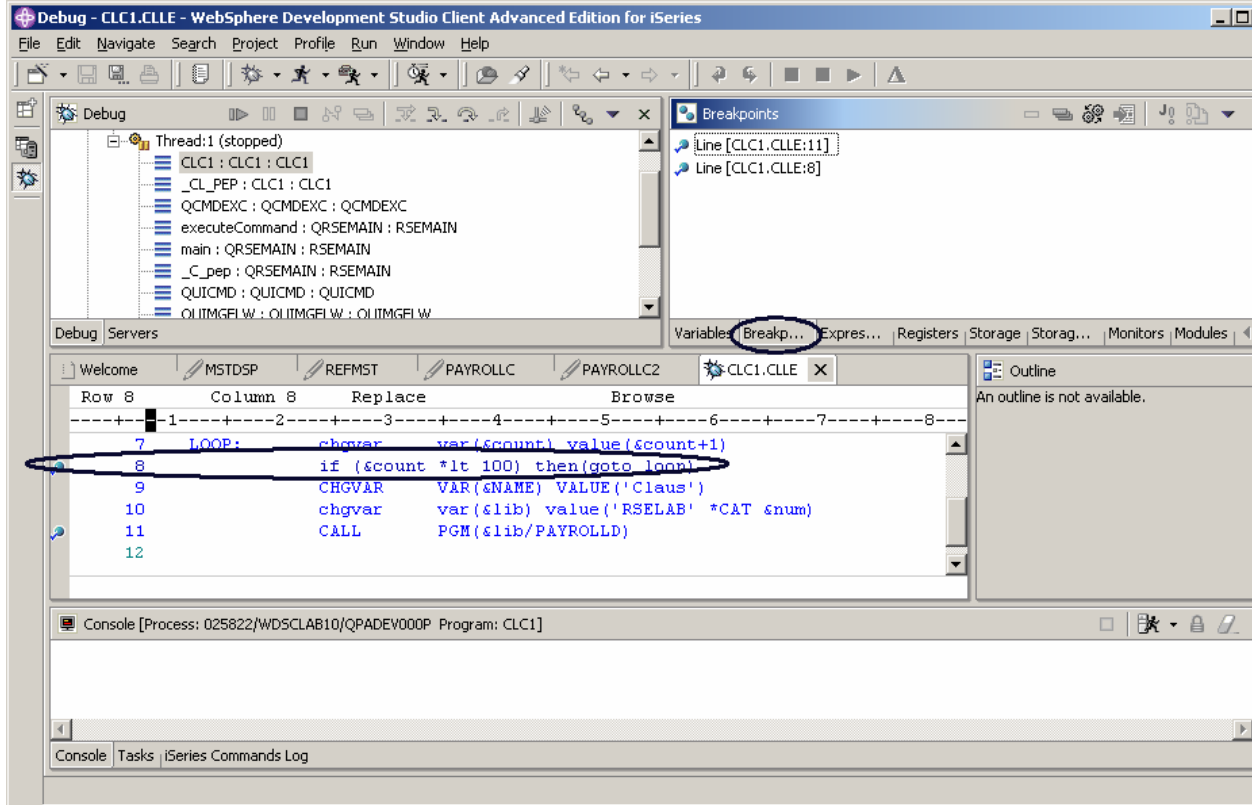 Debug - CLC1.CLLE - WebSphere Development Studio Client Advanced Edition for iSeries
File Edit Navigate Search Project Profile Run Window Help
Debug
Thread:1 (stopped)
CLC1 : CLC1 : CLC1
_CL_PEP : CLC1 : CLC1
QCMDEXC : QCMDEXC : QCMDEXC
executeCommand : QRSEMAIN : RSEMAIN
main : QRSEMAIN : RSEMAIN
_C_pep : QRSEMAIN : RSEMAIN
QUICMD : QUICMD : QUICMD
QUIMGFLW : QUIMGFLW : QUIMGFLW
Debug Servers
Breakpoints
Line [CLC1.CLLE:11]
Line [CLC1.CLLE:8]
Variables Breakp... Expres... Registers Storage Storag... Monitors Modules
Welcome MSTDSP REFMST PAYROLLC PAYROLLC2 CLC1.CLLE
Row 8 Column 8 Replace Browse
----+----1----+----2----+----3----+----4----+----5----+----6----+----7----+----8---
7 LOOP: chgvar var(&count) value(&count+1)
8 if (&count *lt 100) then(goto loop)
9 CHGVAR VAR(&NAME) VALUE('Claus')
10 chgvar var(&lib) value('RSELAB' *CAT &num)
11 CALL PGM(&lib/PAYROLLD)
12
Outline
An outline is not available.
Console [Process: 025822/WDSCLAB10/QPADEV000P Program: CLC1]
Console Tasks iSeries Commands Log